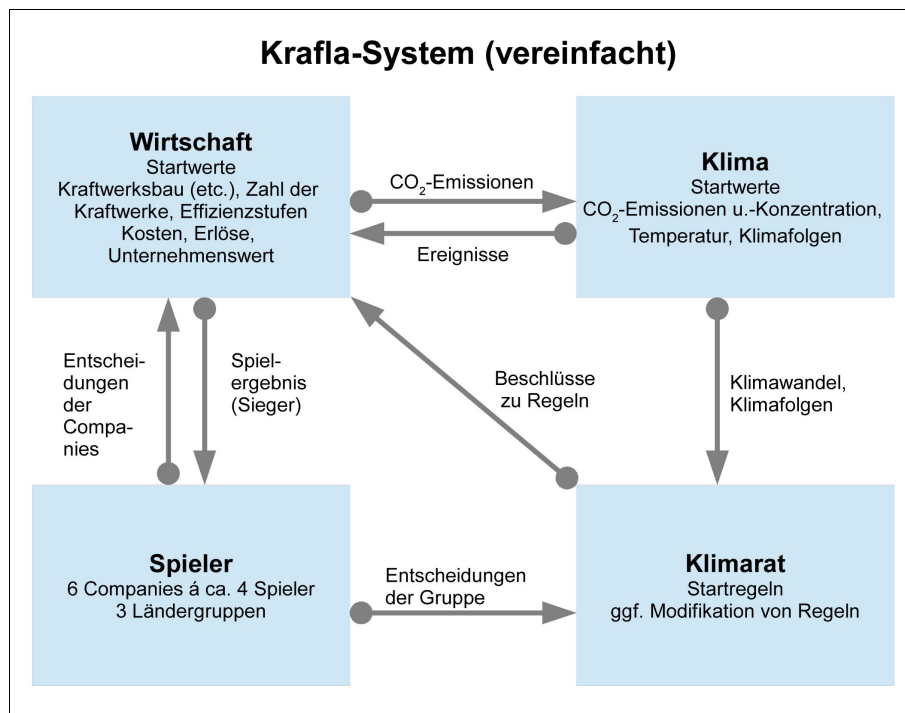 Krafla-System (vereinfacht)
Wirtschaft
Startwerte
Kraftwerksbau (etc.), Zahl der
Kraftwerke, Effizienzstufen
Kosten, Erlöse,
Unternehmenswert
CO₂-Emissionen
Ereignisse
Klima
Startwerte
CO₂-Emissionen u.-Konzentration,
Temperatur, Klimafolgen
Entschei-
dungen
der
Compa-
nies
Spiel-
ergebnis
(Sieger)
Beschlüsse
zu Regeln
Klimawandel,
Klimafolgen
Spieler
6 Companies á ca. 4 Spieler
3 Ländergruppen
Entscheidungen
der Gruppe
Klimarat
Startregeln
ggf. Modifikation von Regeln